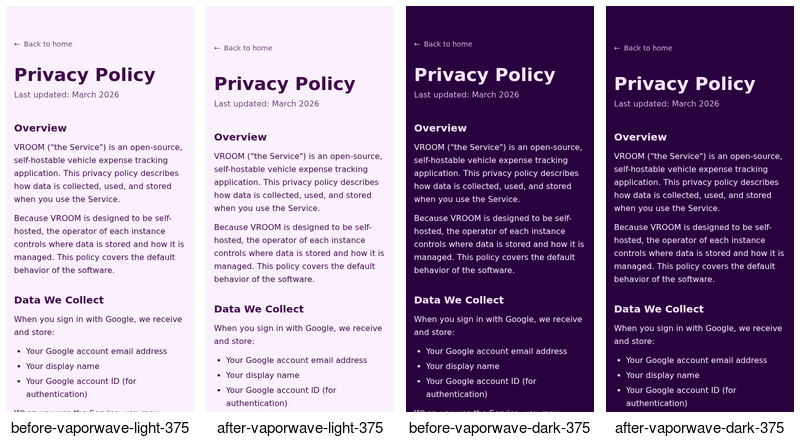 ← Back to home
Privacy Policy
Last updated: March 2026
Overview
VROOM ("the Service") is an open-source,
self-hostable vehicle expense tracking
application. This privacy policy describes
how data is collected, used, and stored
when you use the Service.
Because VROOM is designed to be self-
hosted, the operator of each instance
controls where data is stored and how it is
managed. This policy covers the default
behavior of the software.
Data We Collect
When you sign in with Google, we receive
and store:
• Your Google account email address
• Your display name
• Your Google account ID (for
authentication)
When you use the Service, you may
before-vaporwave-light-375
← Back to home
Privacy Policy
Last updated: March 2026
Overview
VROOM ("the Service") is an open-source,
self-hostable vehicle expense tracking
application. This privacy policy describes
how data is collected, used, and stored
when you use the Service.
Because VROOM is designed to be self-
hosted, the operator of each instance
controls where data is stored and how it is
managed. This policy covers the default
behavior of the software.
Data We Collect
When you sign in with Google, we receive
and store:
• Your Google account email address
• Your display name
• Your Google account ID (for
authentication)
after-vaporwave-light-375
← Back to home
Privacy Policy
Last updated: March 2026
Overview
VROOM ("the Service") is an open-source,
self-hostable vehicle expense tracking
application. This privacy policy describes
how data is collected, used, and stored
when you use the Service.
Because VROOM is designed to be self-
hosted, the operator of each instance
controls where data is stored and how it is
managed. This policy covers the default
behavior of the software.
Data We Collect
When you sign in with Google, we receive
and store:
• Your Google account email address
• Your display name
• Your Google account ID (for
authentication)
When you use the Service, you may
before-vaporwave-dark-375
← Back to home
Privacy Policy
Last updated: March 2026
Overview
VROOM ("the Service") is an open-source,
self-hostable vehicle expense tracking
application. This privacy policy describes
how data is collected, used, and stored
when you use the Service.
Because VROOM is designed to be self-
hosted, the operator of each instance
controls where data is stored and how it is
managed. This policy covers the default
behavior of the software.
Data We Collect
When you sign in with Google, we receive
and store:
• Your Google account email address
• Your display name
• Your Google account ID (for
authentication)
after-vaporwave-dark-375